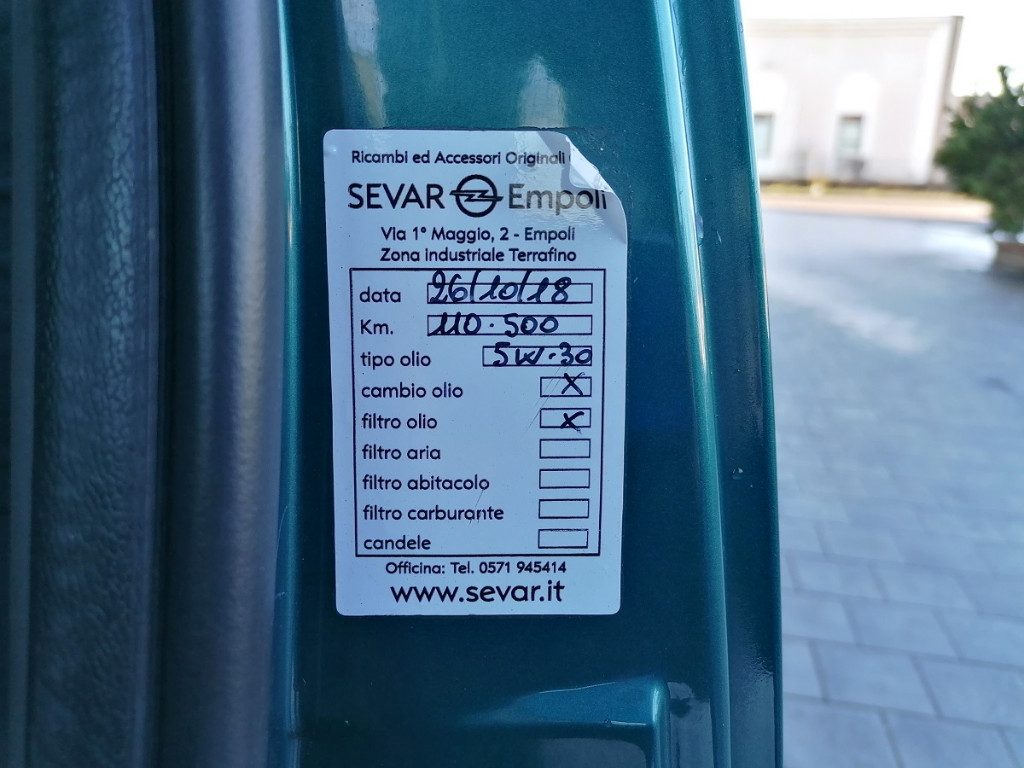 Ricambi ed Accessori Originali
SEVAR Empoli
Via 1° Maggio, 2 - Empoli
Zona Industriale Terrafino
data 26/10/18
Km. 110.500
tipo olio 5W.30
cambio olio X
filtro olio X
filtro aria
filtro abitacolo
filtro carburante
candele
Officina: Tel. 0571 945414
www.sevar.it